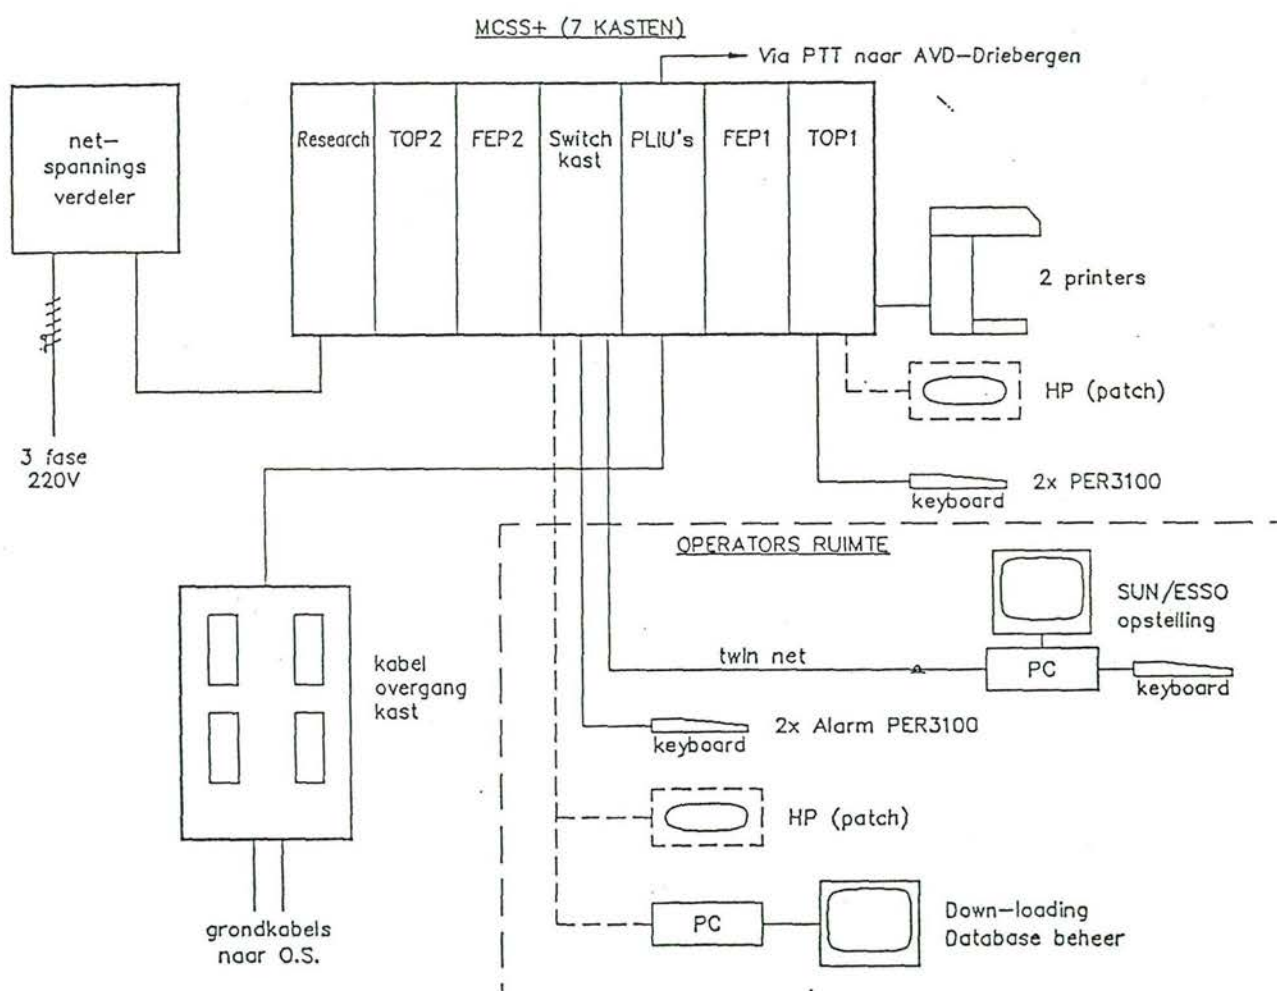 MCSS+ (7 KASTEN)
Via PTT naar AVD-Driebergen
net-
spannings
verdeler
Research
TOP2
FEP2
Switch
kast
PLIU's
FEP1
TOP1
2 printers
HP (patch)
3 fase
220V
2x PER3100
keyboard
OPERATORS RUIMTE
SUN/ESSO
opstelling
twin net
PC
keyboard
kabel
overgang
kast
2x Alarm PER3100
keyboard
HP (patch)
PC
Down-loading
Database beheer
grondkabels
naar O.S.